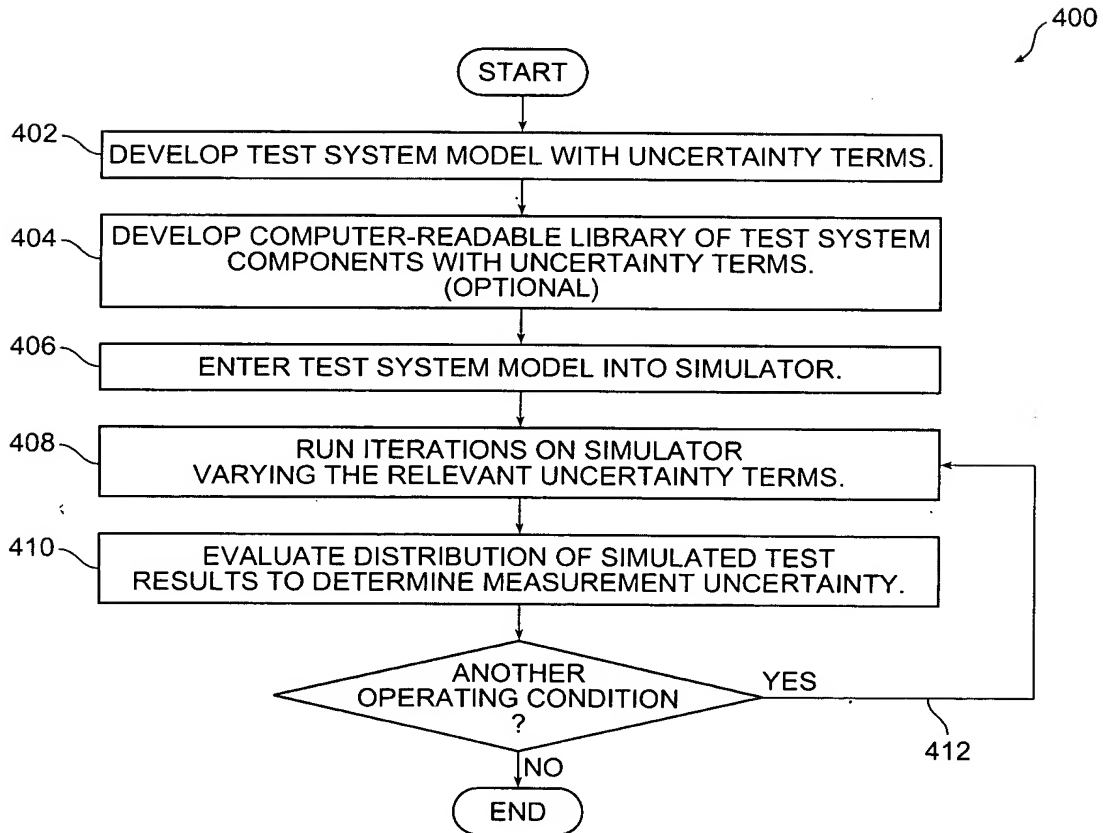 400
START
402
DEVELOP TEST SYSTEM MODEL WITH UNCERTAINTY TERMS.
404
DEVELOP COMPUTER-READABLE LIBRARY OF TEST SYSTEM
COMPONENTS WITH UNCERTAINTY TERMS.
(OPTIONAL)
406
ENTER TEST SYSTEM MODEL INTO SIMULATOR.
408
RUN ITERATIONS ON SIMULATOR
VARYING THE RELEVANT UNCERTAINTY TERMS.
410
EVALUATE DISTRIBUTION OF SIMULATED TEST
RESULTS TO DETERMINE MEASUREMENT UNCERTAINTY.
ANOTHER
OPERATING CONDITION
?
YES
412
NO
END